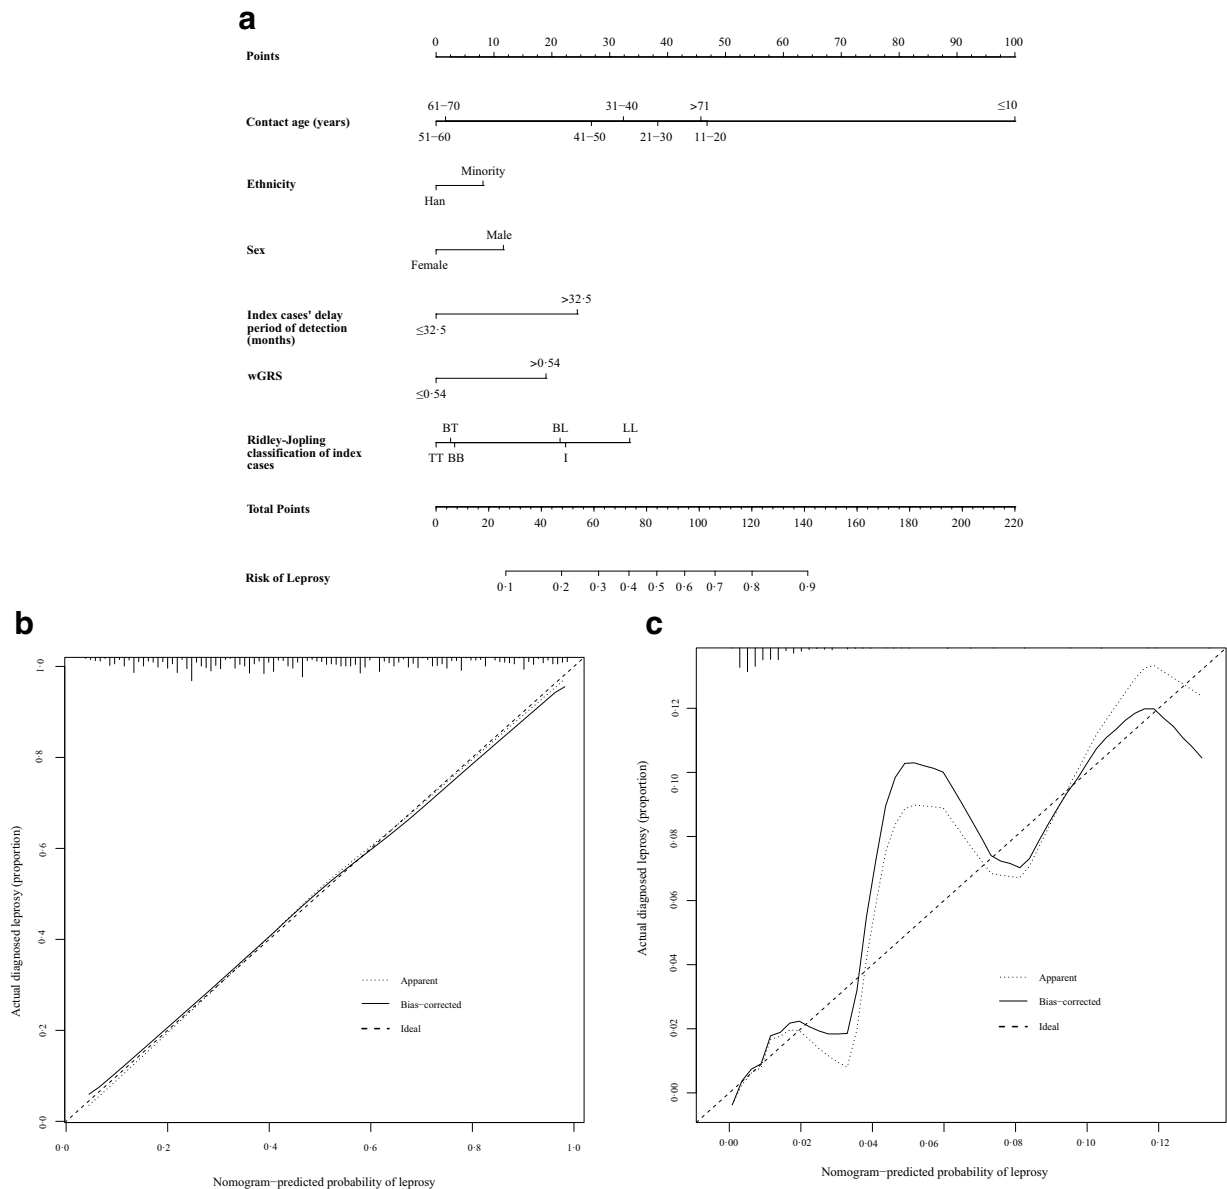 a
Points
0 10 20 30 40 50 60 70 80 90 100
61−70 31−40 >71 ≤10
Contact age (years)
51−60 41−50 21−30 11−20
Minority
Ethnicity
Han
Male
Sex
Female
>32·5
Index cases' delay
period of detection
(months)
≤32·5
>0·54
wGRS
≤0·54
BT BL LL
Ridley-Jopling
classification of index
cases
TT BB I
Total Points
0 20 40 60 80 100 120 140 160 180 200 220
Risk of Leprosy
0·1 0·2 0·3 0·4 0·5 0·6 0·7 0·8 0·9
b
Actual diagnosed leprosy (proportion)
1·0
0·8
0·6
0·4
0·2
0·0
Apparent
Bias−corrected
Ideal
0·0 0·2 0·4 0·6 0·8 1·0
Nomogram−predicted probability of leprosy
c
Actual diagnosed leprosy (proportion)
0·12
0·10
0·08
0·06
0·04
0·02
0·00
Apparent
Bias−corrected
Ideal
0·00 0·02 0·04 0·06 0·08 0·10 0·12
Nomogram−predicted probability of leprosy